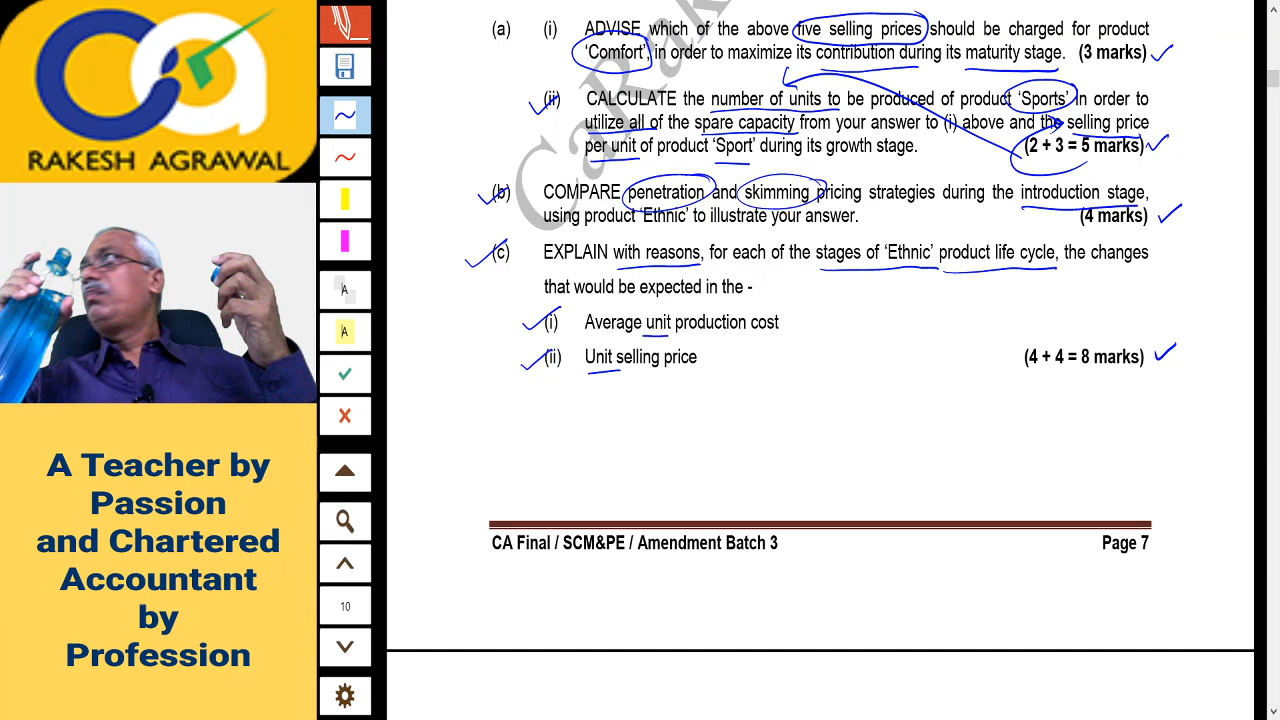 RAKESH AGRAWAL
A Teacher by
Passion
and Chartered
Accountant
by
Profession
A
A
10
CaRak
(a) (i) ADVISE which of the above five selling prices should be charged for product
‘Comfort’, in order to maximize its contribution during its maturity stage. (3 marks)
(ii) CALCULATE the number of units to be produced of product ‘Sports’ in order to
utilize all of the spare capacity from your answer to (i) above and the selling price
per unit of product ‘Sport’ during its growth stage. (2 + 3 = 5 marks)
(b) COMPARE penetration and skimming pricing strategies during the introduction stage,
using product ‘Ethnic’ to illustrate your answer. (4 marks)
(c) EXPLAIN with reasons, for each of the stages of ‘Ethnic’ product life cycle, the changes
that would be expected in the -
(i) Average unit production cost
(ii) Unit selling price (4 + 4 = 8 marks)
CA Final / SCM&PE / Amendment Batch 3 Page 7